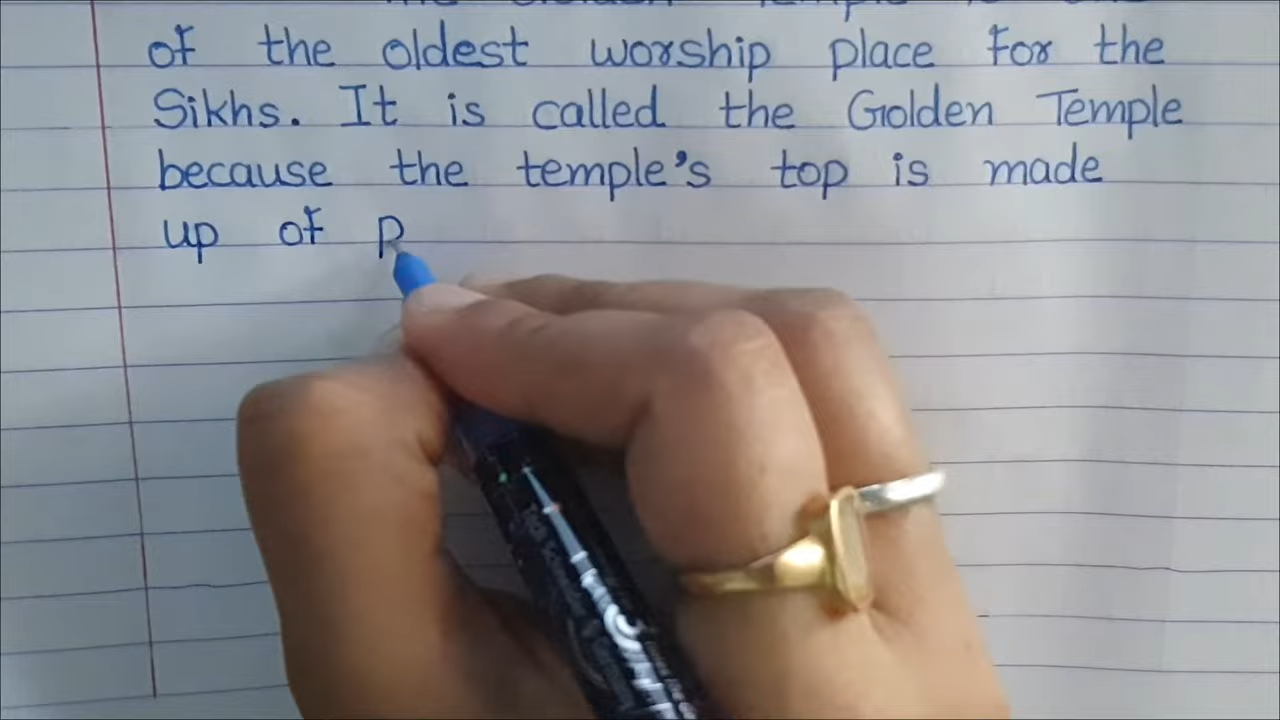 of the oldest worship place for the
Sikhs. It is called the Golden Temple
because the temple's top is made
up of p